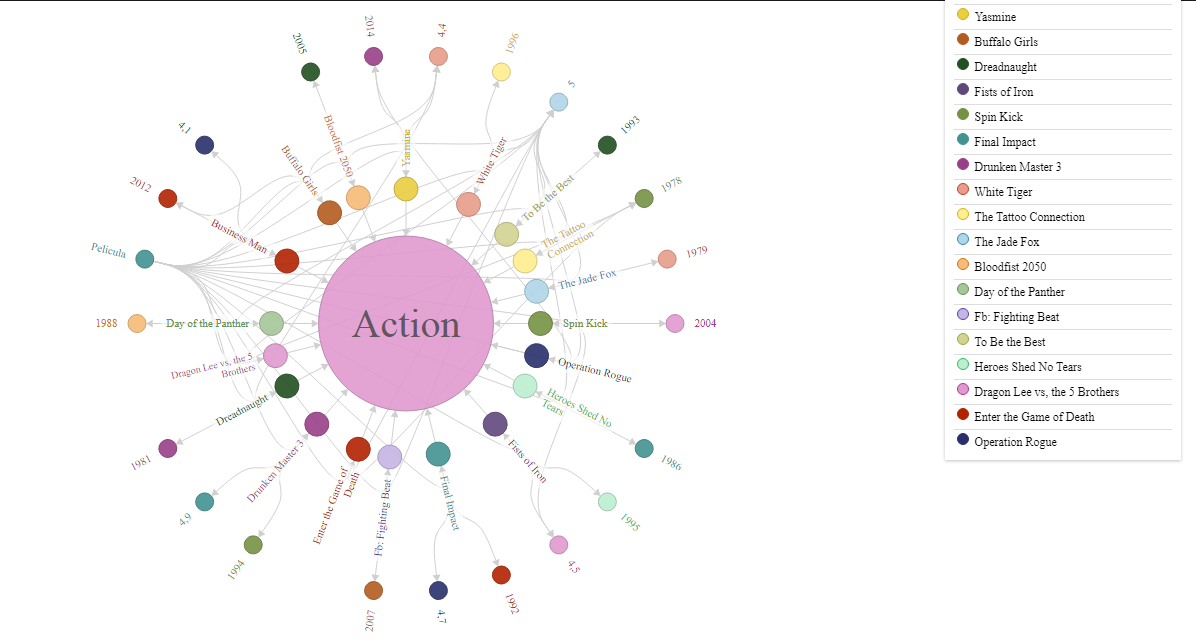 2014
4,4
2005
1996
5
4,1
1993
2012
1978
Pelicula
1979
1988
2004
1981
1986
4,9
1995
1994
4,5
2007
4,7
1992
Bloodfist 2050
Yasmine
White Tiger
Buffalo Girls
To Be the Best
Business Man
The Tattoo
Connection
The Jade Fox
Day of the Panther
Action
Spin Kick
Dragon Lee vs, the 5
Brothers
Operation Rogue
Dreadnaught
Heroes Shed No
Tears
Drunken Master 3
Fists of Iron
Enter the Game of
Death
Fb: Fighting Beat
Final Impact
Yasmine
Buffalo Girls
Dreadnaught
Fists of Iron
Spin Kick
Final Impact
Drunken Master 3
White Tiger
The Tattoo Connection
The Jade Fox
Bloodfist 2050
Day of the Panther
Fb: Fighting Beat
To Be the Best
Heroes Shed No Tears
Dragon Lee vs, the 5 Brothers
Enter the Game of Death
Operation Rogue